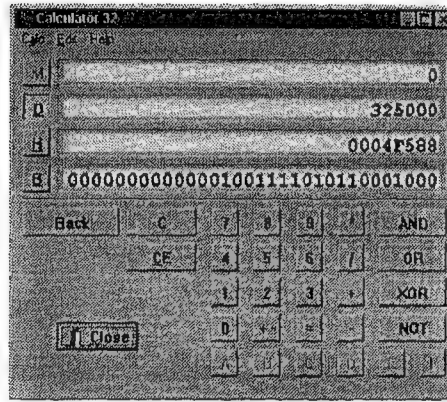 Calculator 32
Calc Edit Help
M 0
D 325000
H 0004F588
B 00000000000001001111010110001000
Back C 7 8 9 * AND
CE 4 5 6 / OR
1 2 3 + XOR
Close 0 +- = - NOT
A B C D